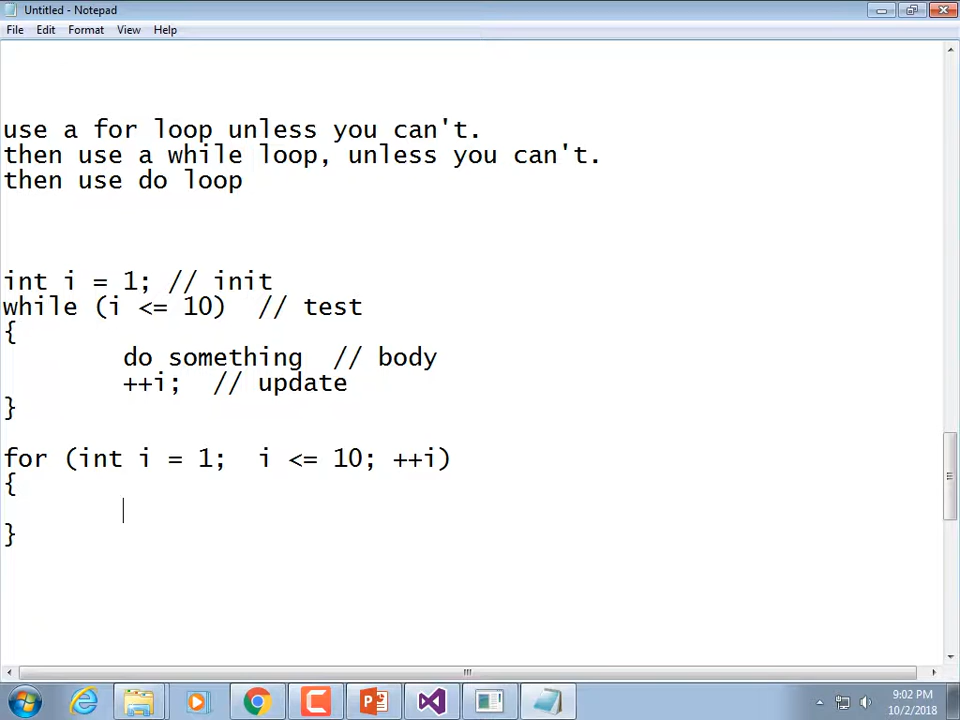 Untitled - Notepad
File Edit Format View Help
use a for loop unless you can't.
then use a while loop, unless you can't.
then use do loop
int i = 1; // init
while (i <= 10)  // test
{
do something  // body
++i;  // update
}
for (int i = 1;  i <= 10; ++i)
{
}
9:02 PM
10/2/2018